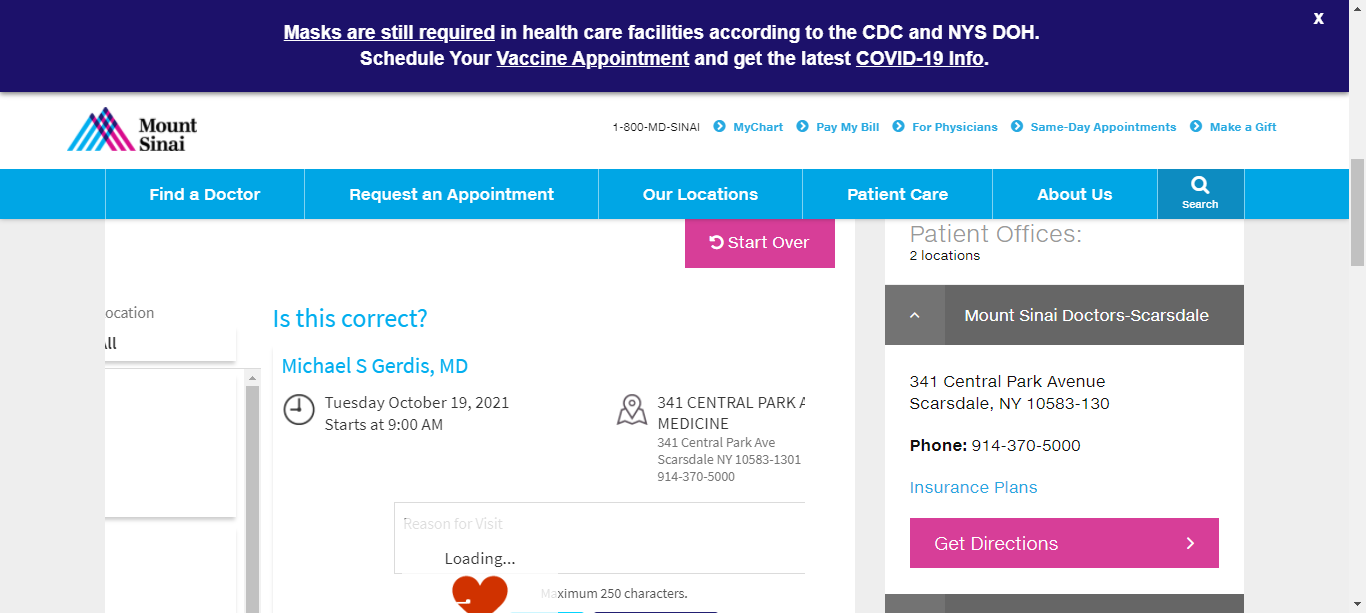 Masks are still required in health care facilities according to the CDC and NYS DOH.
X
Schedule Your Vaccine Appointment and get the latest COVID-19 Info.
Mount
Sinai
1-800-MD-SINAI
MyChart
Pay My Bill
For Physicians
Same-Day Appointments
Make a Gift
Find a Doctor
Request an Appointment
Our Locations
Patient Care
About Us
Search
Start Over
ocation
All
Is this correct?
Michael S Gerdis, MD
Tuesday October 19, 2021
Starts at 9:00 AM
341 CENTRAL PARK A
MEDICINE
341 Central Park Ave
Scarsdale NY 10583-1301
914-370-5000
Reason for Visit
Loading...
Maximum 250 characters.
Patient Offices:
2 locations
Mount Sinai Doctors-Scarsdale
341 Central Park Avenue
Scarsdale, NY 10583-130
Phone: 914-370-5000
Insurance Plans
Get Directions